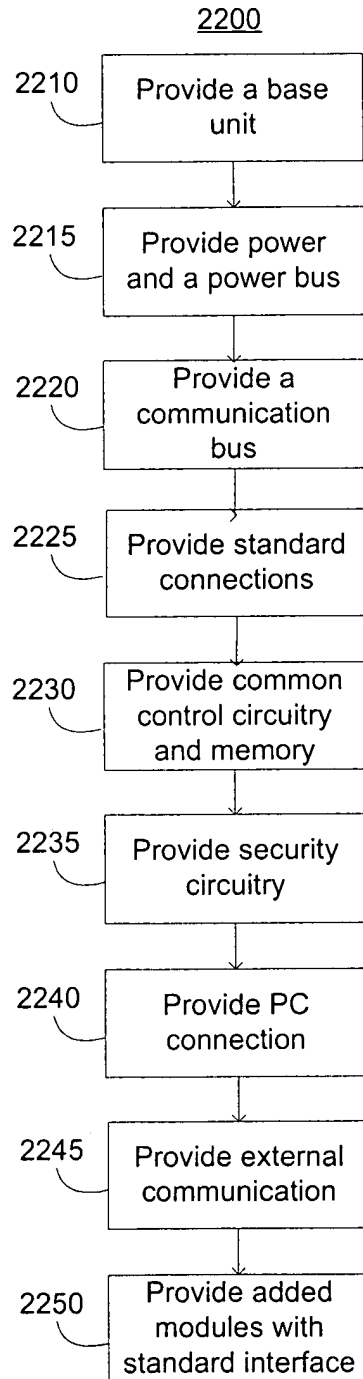 2200
2210
Provide a base
unit
2215
Provide power
and a power bus
2220
Provide a
communication
bus
2225
Provide standard
connections
2230
Provide common
control circuitry
and memory
2235
Provide security
circuitry
2240
Provide PC
connection
2245
Provide external
communication
2250
Provide added
modules with
standard interface